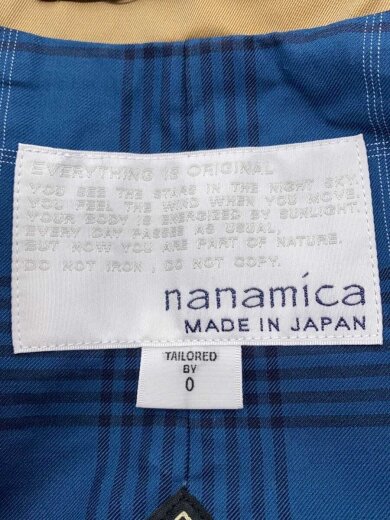 EVERYTHING IS ORIGINAL
YOU SEE THE STARS IN THE NIGHT SKY.
YOU FEEL THE WIND WHEN YOU MOVE.
YOUR BODY IS ENERGIZED BY SUNLIGHT.
EVERY DAY PASSES AS USUAL,
BUT NOW YOU ARE PART OF NATURE.
DO NOT IRON , DO NOT COPY.
nanamica
MADE IN JAPAN
TAILORED
BY
0